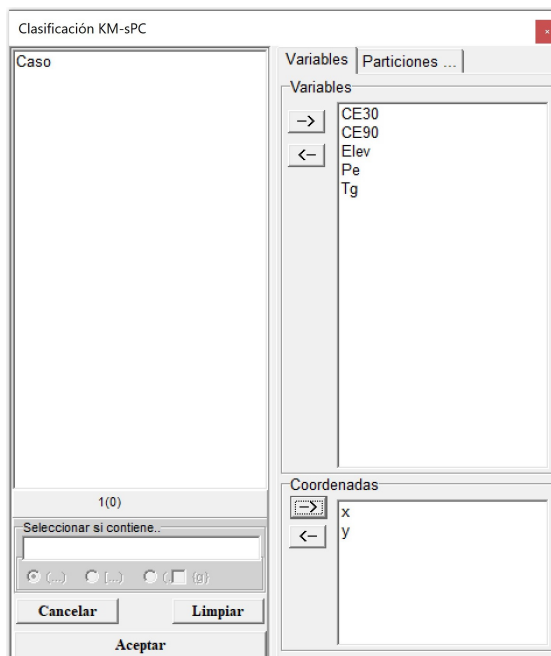 Clasificación KM-sPC
Caso
1(0)
Seleccionar si contiene..
(...) [...) (. {g}
Cancelar Limpiar
Aceptar
Variables Particiones ...
Variables
-->
<--
CE30
CE90
Elev
Pe
Tg
Coordenadas
-->
<--
x
y